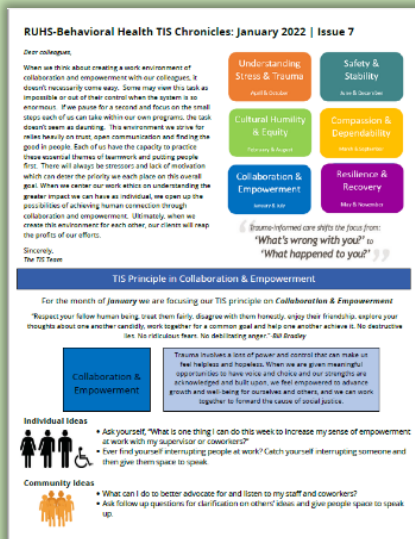 RUHS-Behavioral Health TIS Chronicles: January 2022 | Issue 7
Dear colleagues,
When we think about creating a work environment of
collaboration and empowerment with our colleagues, it
doesn't necessarily come easy. Some may view this task as
impossible or out of their control when the system is so
enormous. If we pause for a second and focus on the small
steps each of us can take within our own programs, the task
doesn't seem as daunting. This environment we strive for
relies heavily on trust, open communication and finding the
good in people. Each of us have the capacity to practice
these essential themes of teamwork and putting people
first. There will always be stressors and lack of motivation
which can deter the priority we each place on this overall
goal. When we center our work ethics on understanding the
greater impact we can have as individual, we open up the
possibilities of achieving human connection through
collaboration and empowerment. Ultimately, when we
create this environment for each other, our clients will reap
the profits of our efforts.
Sincerely,
The TIS Team
Understanding
Stress & Trauma
April & October
Safety &
Stability
June & December
Cultural Humility
& Equity
February & August
Compassion &
Dependability
March & September
Collaboration &
Empowerment
January & July
Resilience &
Recovery
May & November
Trauma-informed care shifts the focus from:
"What's wrong with you?" to
"What happened to you?"
TIS Principle in Collaboration & Empowerment
For the month of January we are focusing our TIS principle on Collaboration & Empowerment
"Respect your fellow human being, treat them fairly, disagree with them honestly, enjoy their friendship, explore your
thoughts about one another candidly, work together for a common goal and help one another achieve it. No destructive
lies. No ridiculous fears. No debilitating anger."-Bill Bradley
Collaboration &
Empowerment
Trauma involves a loss of power and control that can make us
feel helpless and hopeless. When we are given meaningful
opportunities to have voice and choice and our strengths are
acknowledged and built upon, we feel empowered to advance
growth and well-being for ourselves and others, and we can work
together to forward the cause of social justice.
Individual Ideas
• Ask yourself, "What is one thing I can do this week to increase my sense of empowerment
at work with my supervisor or coworkers?"
• Ever find yourself interrupting people at work? Catch yourself interrupting someone and
then give them space to speak.
Community Ideas
• What can I do to better advocate for and listen to my staff and coworkers?
• Ask follow up questions for clarification on others' ideas and give people space to speak
up.